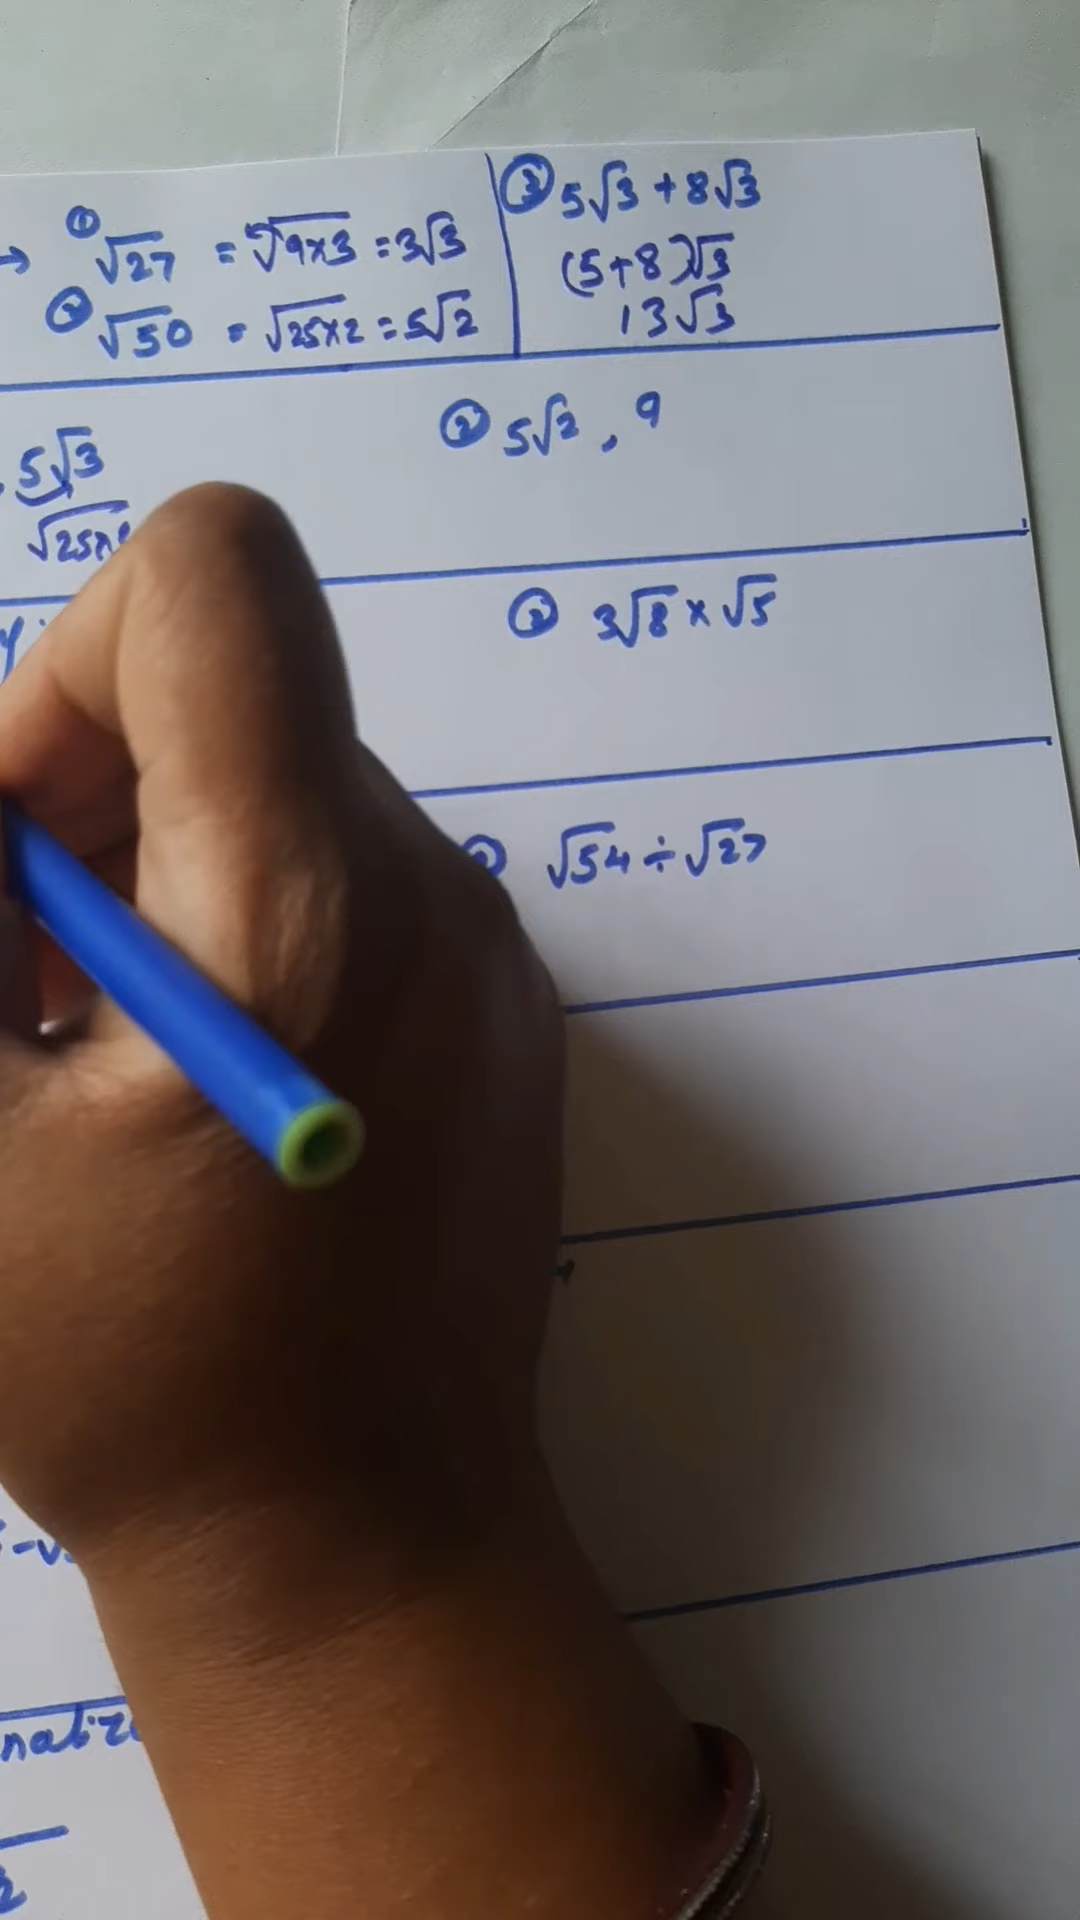 → ① √27 = √9×3 = 3√3
② √50 = √25×2 = 5√2
③ 5√3 + 8√3
(5+8)√3
13√3
5√3
√25×
② 5√2 , 9
② 3√8 × √5
√54 ÷ √27